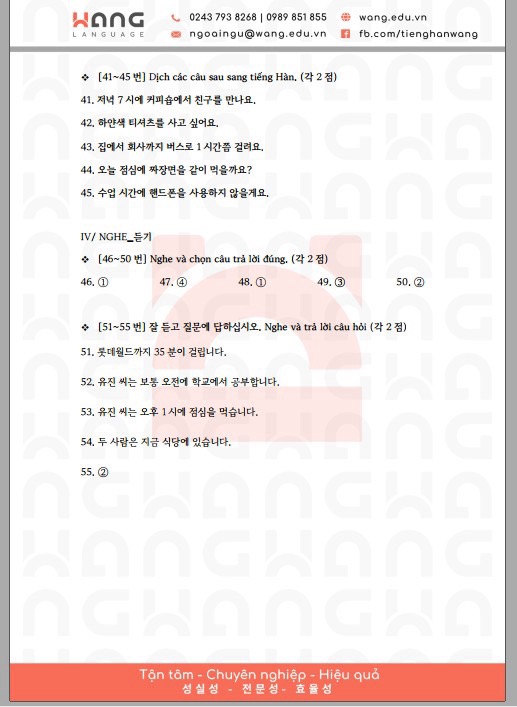 WANG
LANGUAGE
0243 793 8268 | 0989 851 855
wang.edu.vn
ngoaingu@wang.edu.vn
fb.com/tienghanwang
❖ [41~45 번] Dịch các câu sau sang tiếng Hàn. (각 2 점)
41. 저녁 7 시에 커피숍에서 친구를 만나요.
42. 하얀색 티셔츠를 사고 싶어요.
43. 집에서 회사까지 버스로 1 시간쯤 걸려요.
44. 오늘 점심에 짜장면을 같이 먹을까요?
45. 수업 시간에 핸드폰을 사용하지 않을게요.
IV/ NGHE_듣기
❖ [46~50 번] Nghe và chọn câu trả lời đúng. (각 2 점)
46. ① 47. ④ 48. ① 49. ③ 50. ②
❖ [51~55 번] 잘 듣고 질문에 답하십시오. Nghe và trả lời câu hỏi (각 2 점)
51. 롯데월드까지 35 분이 걸립니다.
52. 유진 씨는 보통 오전에 학교에서 공부합니다.
53. 유진 씨는 오후 1 시에 점심을 먹습니다.
54. 두 사람은 지금 식당에 있습니다.
55. ②
Tận tâm - Chuyên nghiệp - Hiệu quả
성실성 - 전문성- 효율성